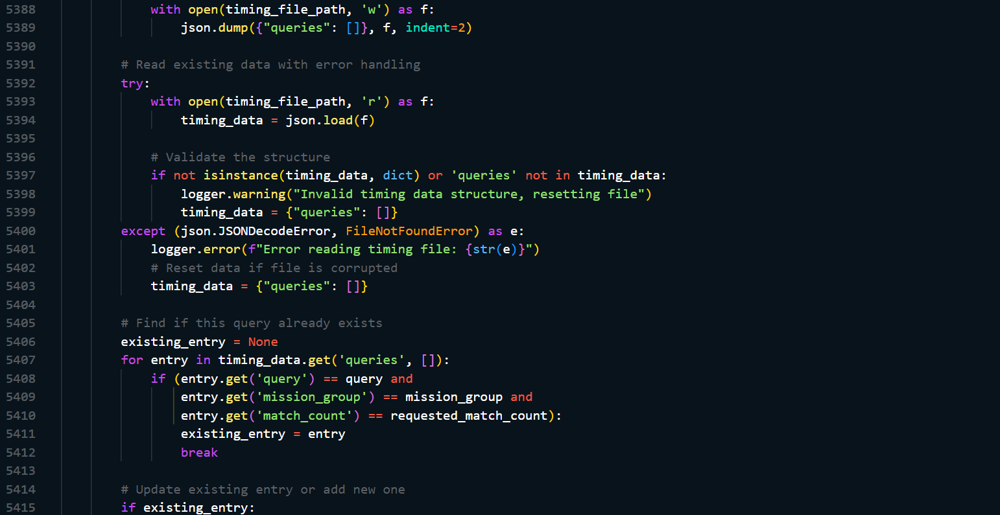 5388 with open(timing_file_path, 'w') as f:
5389 json.dump({"queries": []}, f, indent=2)
5390
5391 # Read existing data with error handling
5392 try:
5393 with open(timing_file_path, 'r') as f:
5394 timing_data = json.load(f)
5395
5396 # Validate the structure
5397 if not isinstance(timing_data, dict) or 'queries' not in timing_data:
5398 logger.warning("Invalid timing data structure, resetting file")
5399 timing_data = {"queries": []}
5400 except (json.JSONDecodeError, FileNotFoundError) as e:
5401 logger.error(f"Error reading timing file: {str(e)}")
5402 # Reset data if file is corrupted
5403 timing_data = {"queries": []}
5404
5405 # Find if this query already exists
5406 existing_entry = None
5407 for entry in timing_data.get('queries', []):
5408 if (entry.get('query') == query and
5409 entry.get('mission_group') == mission_group and
5410 entry.get('match_count') == requested_match_count):
5411 existing_entry = entry
5412 break
5413
5414 # Update existing entry or add new one
5415 if existing_entry: